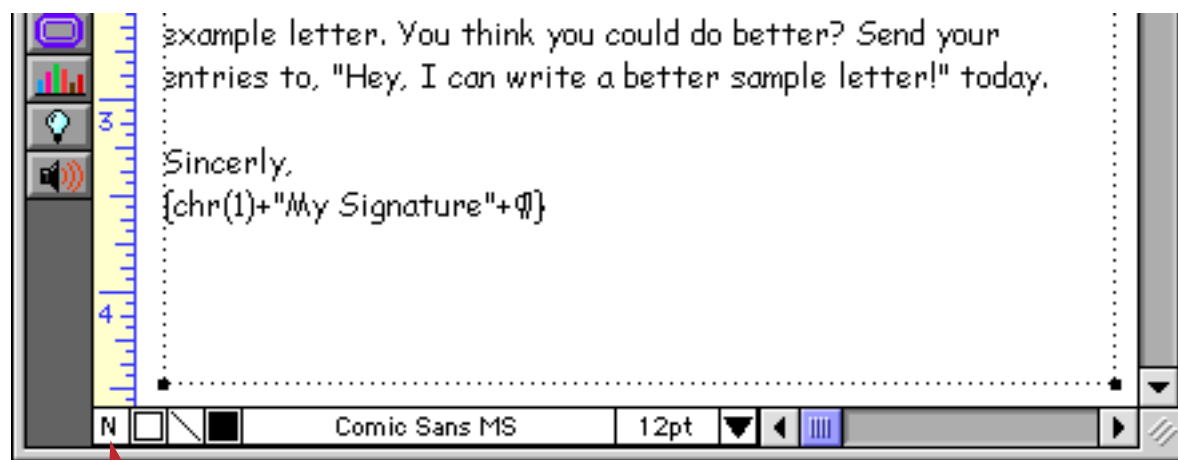 example letter. You think you could do better? Send your
entries to, "Hey, I can write a better sample letter!" today.
3
Sincerly,
{chr(1)+"My Signature"+¶}
4
N Comic Sans MS 12pt